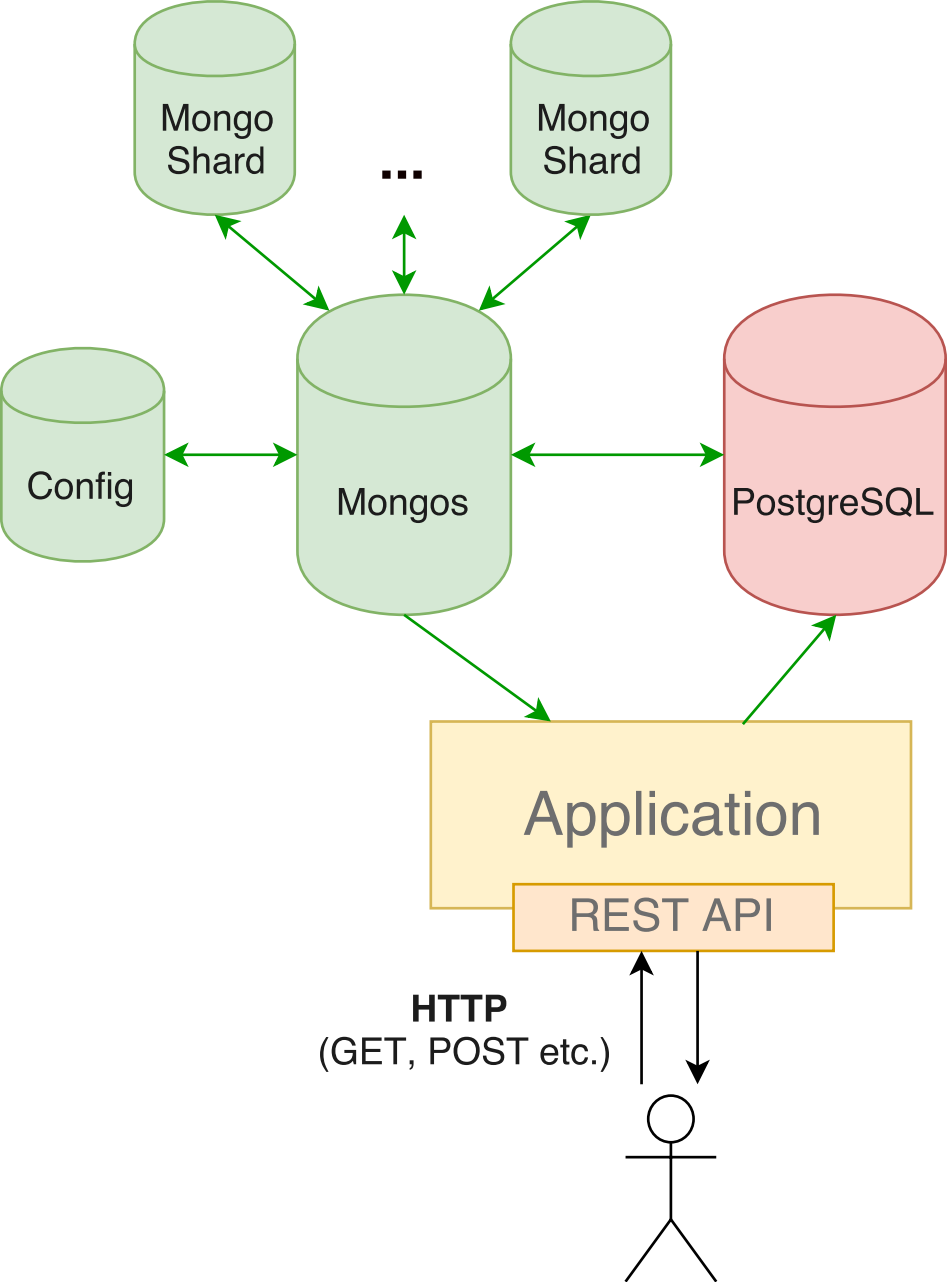 Mongo
Shard
...
Mongo
Shard
Config
Mongos
PostgreSQL
Application
REST API
HTTP
(GET, POST etc.)